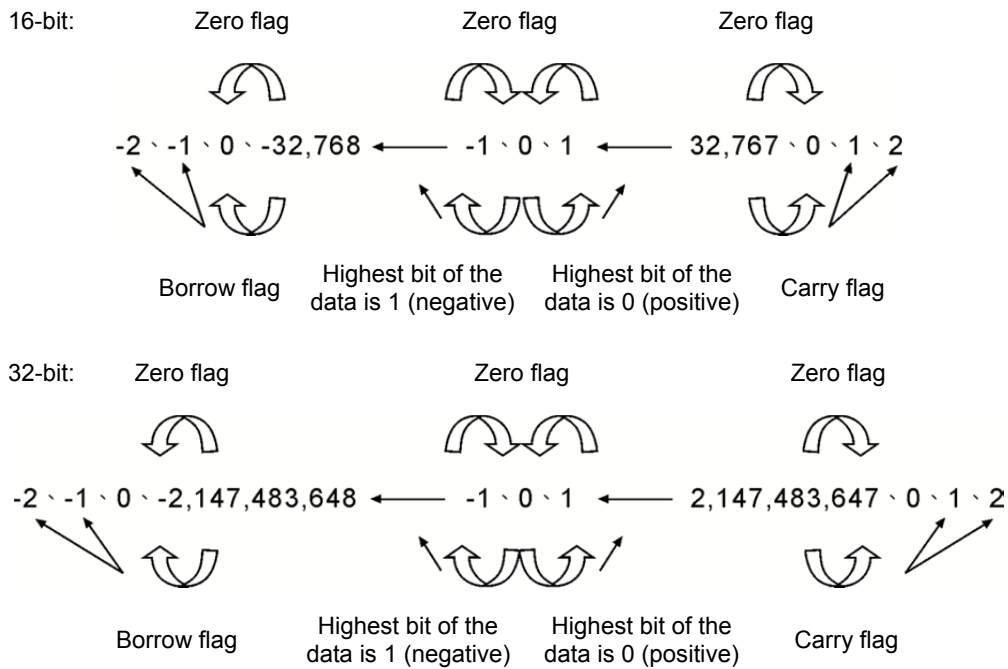 16-bit: Zero flag Zero flag Zero flag
-2、-1、0、-32,768 -1、0、1 32,767、0、1、2
Borrow flag Highest bit of the data is 1 (negative) Highest bit of the data is 0 (positive) Carry flag
32-bit: Zero flag Zero flag Zero flag
-2、-1、0、-2,147,483,648 -1、0、1 2,147,483,647、0、1、2
Borrow flag Highest bit of the data is 1 (negative) Highest bit of the data is 0 (positive) Carry flag